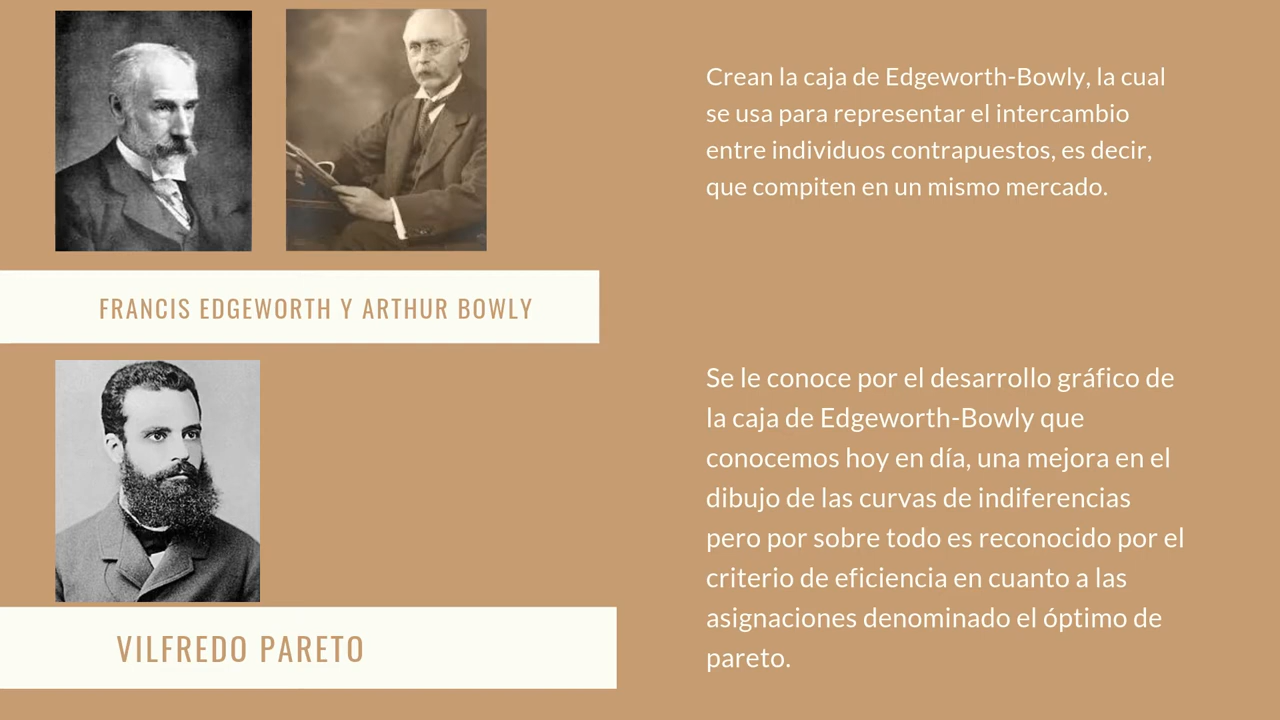 Crean la caja de Edgeworth-Bowly, la cual
se usa para representar el intercambio
entre individuos contrapuestos, es decir,
que compiten en un mismo mercado.
FRANCIS EDGEWORTH Y ARTHUR BOWLY
Se le conoce por el desarrollo gráfico de
la caja de Edgeworth-Bowly que
conocemos hoy en día, una mejora en el
dibujo de las curvas de indiferencias
pero por sobre todo es reconocido por el
criterio de eficiencia en cuanto a las
asignaciones denominado el óptimo de
pareto.
VILFREDO PARETO